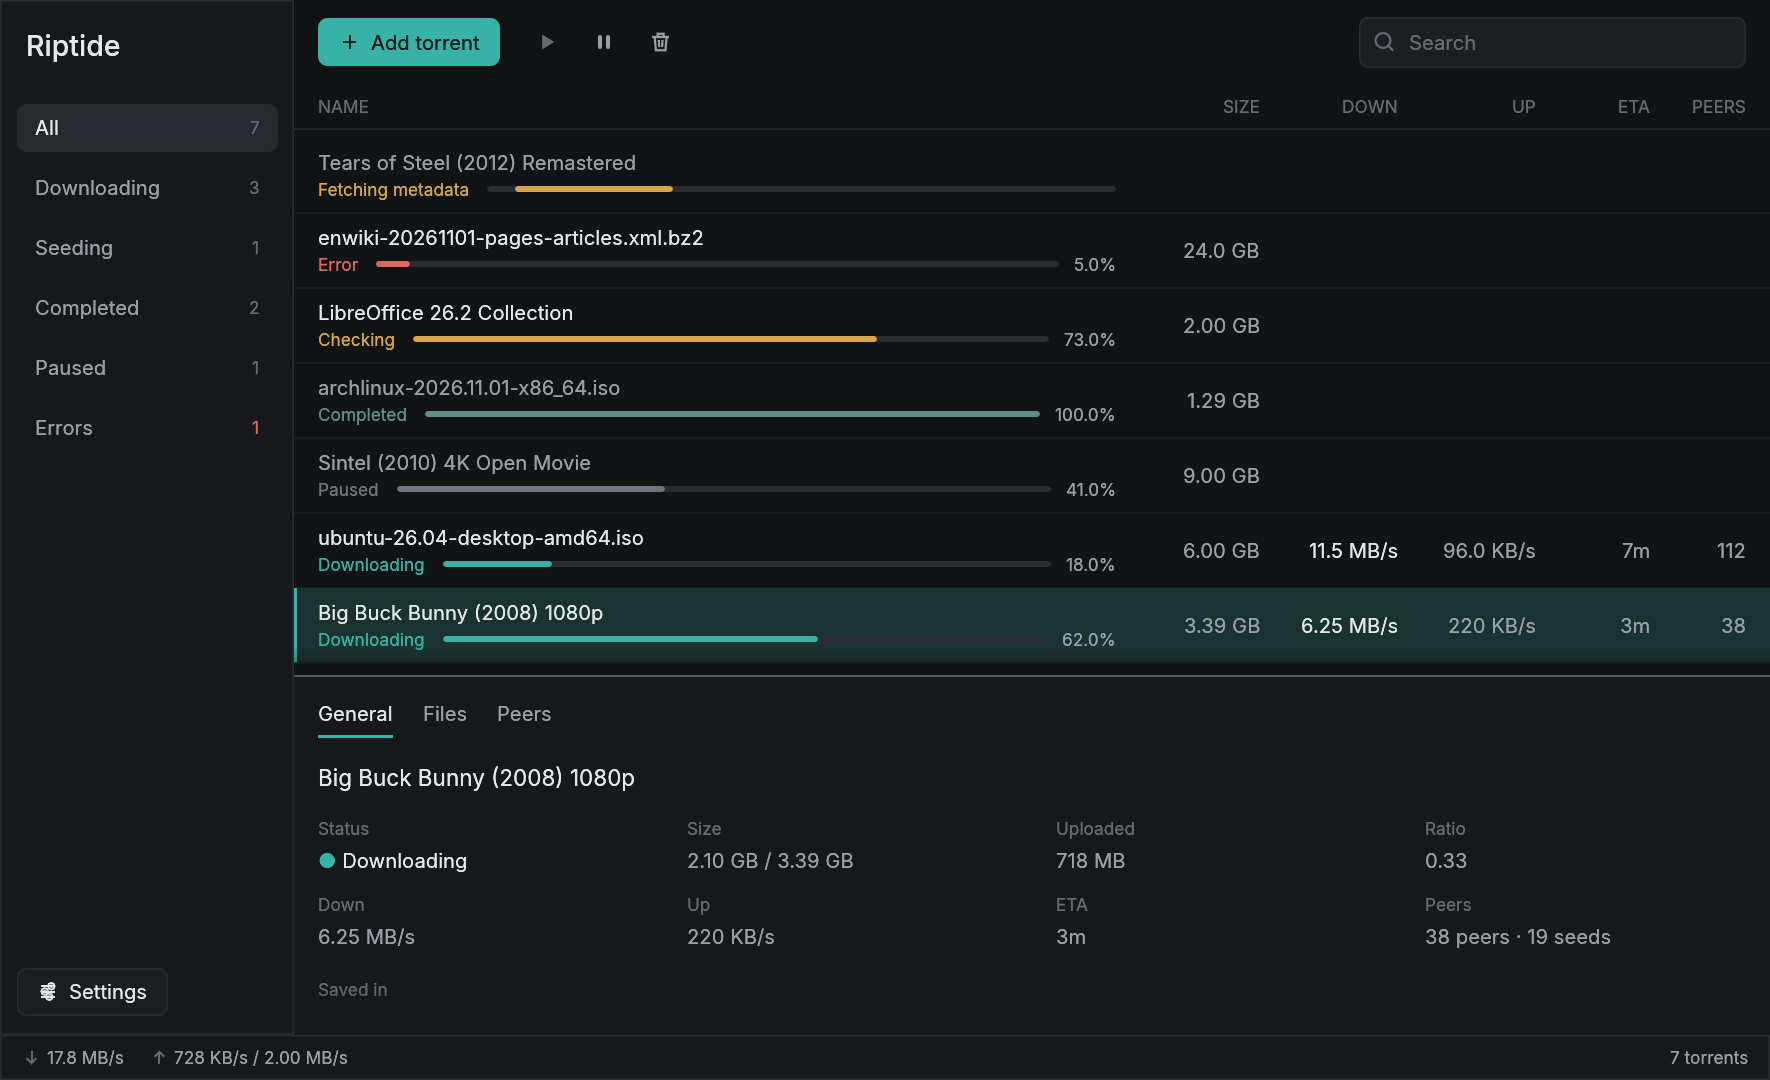 Riptide
+ Add torrent
Search
All 7
Downloading 3
Seeding 1
Completed 2
Paused 1
Errors 1
Settings
NAME SIZE DOWN UP ETA PEERS
Tears of Steel (2012) Remastered
Fetching metadata
enwiki-20261101-pages-articles.xml.bz2
Error 5.0% 24.0 GB
LibreOffice 26.2 Collection
Checking 73.0% 2.00 GB
archlinux-2026.11.01-x86_64.iso
Completed 100.0% 1.29 GB
Sintel (2010) 4K Open Movie
Paused 41.0% 9.00 GB
ubuntu-26.04-desktop-amd64.iso
Downloading 18.0% 6.00 GB 11.5 MB/s 96.0 KB/s 7m 112
Big Buck Bunny (2008) 1080p
Downloading 62.0% 3.39 GB 6.25 MB/s 220 KB/s 3m 38
General Files Peers
Big Buck Bunny (2008) 1080p
Status Size Uploaded Ratio
Downloading 2.10 GB / 3.39 GB 718 MB 0.33
Down Up ETA Peers
6.25 MB/s 220 KB/s 3m 38 peers · 19 seeds
Saved in
↓ 17.8 MB/s ↑ 728 KB/s / 2.00 MB/s 7 torrents